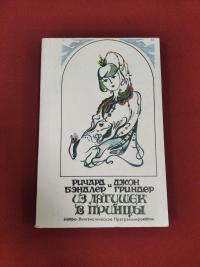 РИЧАРД и ДЖОН
БЭНДЛЕР ГРИНДЕР
ИЗ ЛЯГУШЕК
В ПРИНЦЫ
Нейро-Лингвистическое Программирование